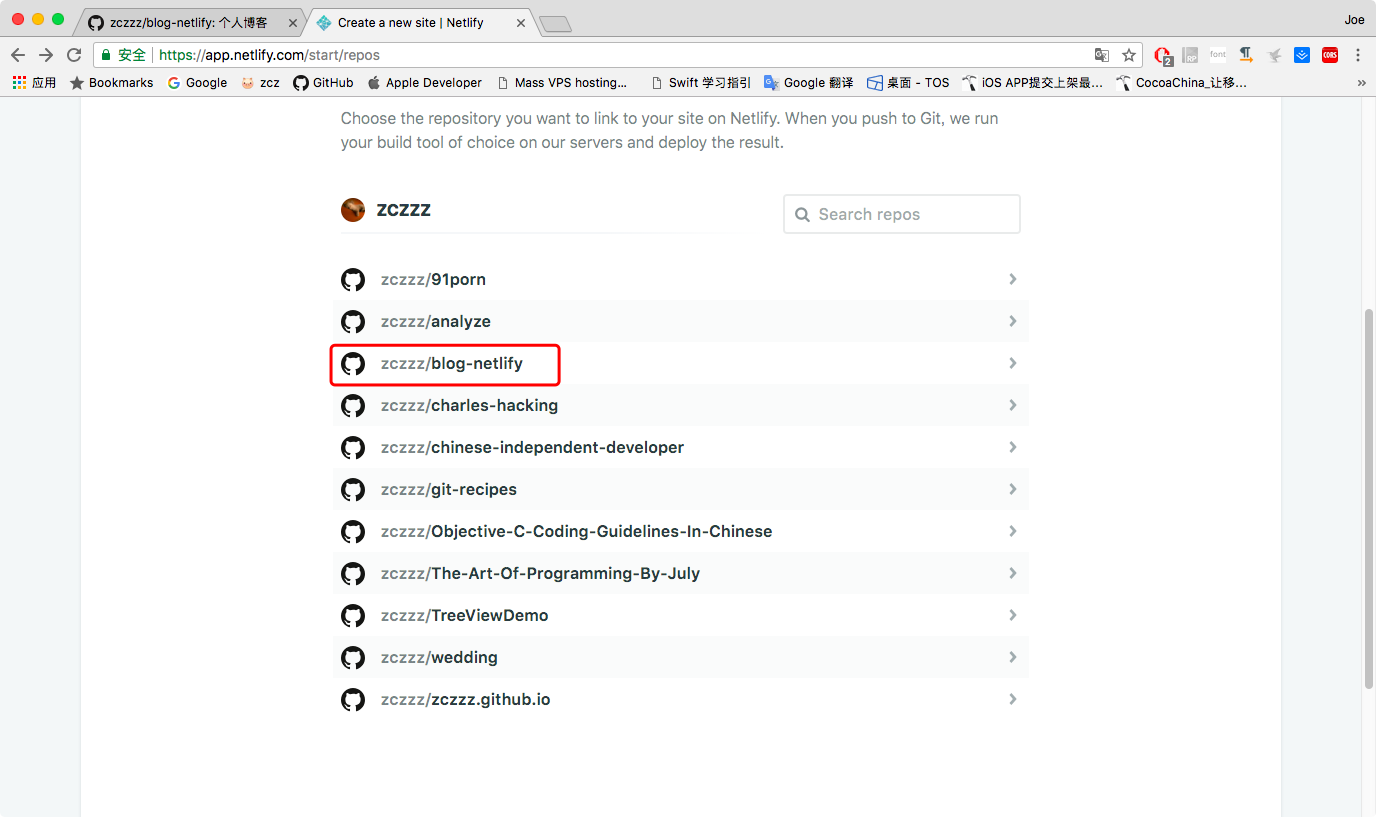 zczzz/blog-netlify: 个人博客
Create a new site | Netlify
Joe
安全
https://app.netlify.com/start/repos
2
RP
font
CORS
应用
Bookmarks
Google
zcz
GitHub
Apple Developer
Mass VPS hosting...
Swift 学习指引
Google 翻译
桌面 - TOS
iOS APP提交上架最...
CocoaChina_让移...
Choose the repository you want to link to your site on Netlify. When you push to Git, we run
your build tool of choice on our servers and deploy the result.
zczzz
Search repos
zczzz/91porn
zczzz/analyze
zczzz/blog-netlify
zczzz/charles-hacking
zczzz/chinese-independent-developer
zczzz/git-recipes
zczzz/Objective-C-Coding-Guidelines-In-Chinese
zczzz/The-Art-Of-Programming-By-July
zczzz/TreeViewDemo
zczzz/wedding
zczzz/zczzz.github.io